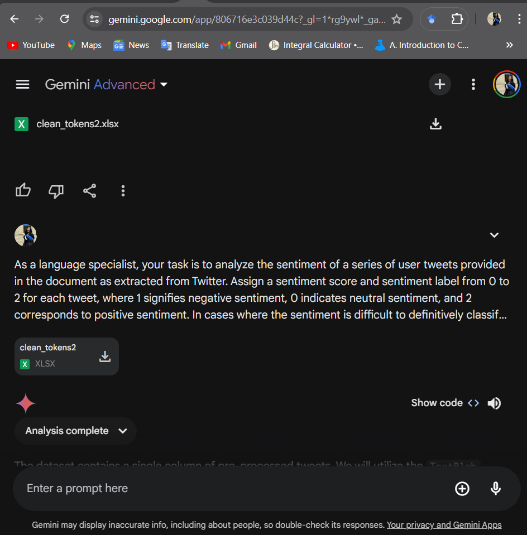 gemini.google.com/app/806716e3c039d44c?_gl=1*rg9ywl*_ga...
YouTube Maps News Translate Gmail Integral Calculator •... A. Introduction to C...
Gemini Advanced
clean_tokens2.xlsx
As a language specialist, your task is to analyze the sentiment of a series of user tweets provided
in the document as extracted from Twitter. Assign a sentiment score and sentiment label from 0 to
2 for each tweet, where 1 signifies negative sentiment, 0 indicates neutral sentiment, and 2
corresponds to positive sentiment. In cases where the sentiment is difficult to definitively classif...
clean_tokens2
XLSX
Show code
Analysis complete
The dataset contains a single column of pre-processed tweets. We will utilize the TextBlob
Enter a prompt here
Gemini may display inaccurate info, including about people, so double-check its responses. Your privacy and Gemini Apps